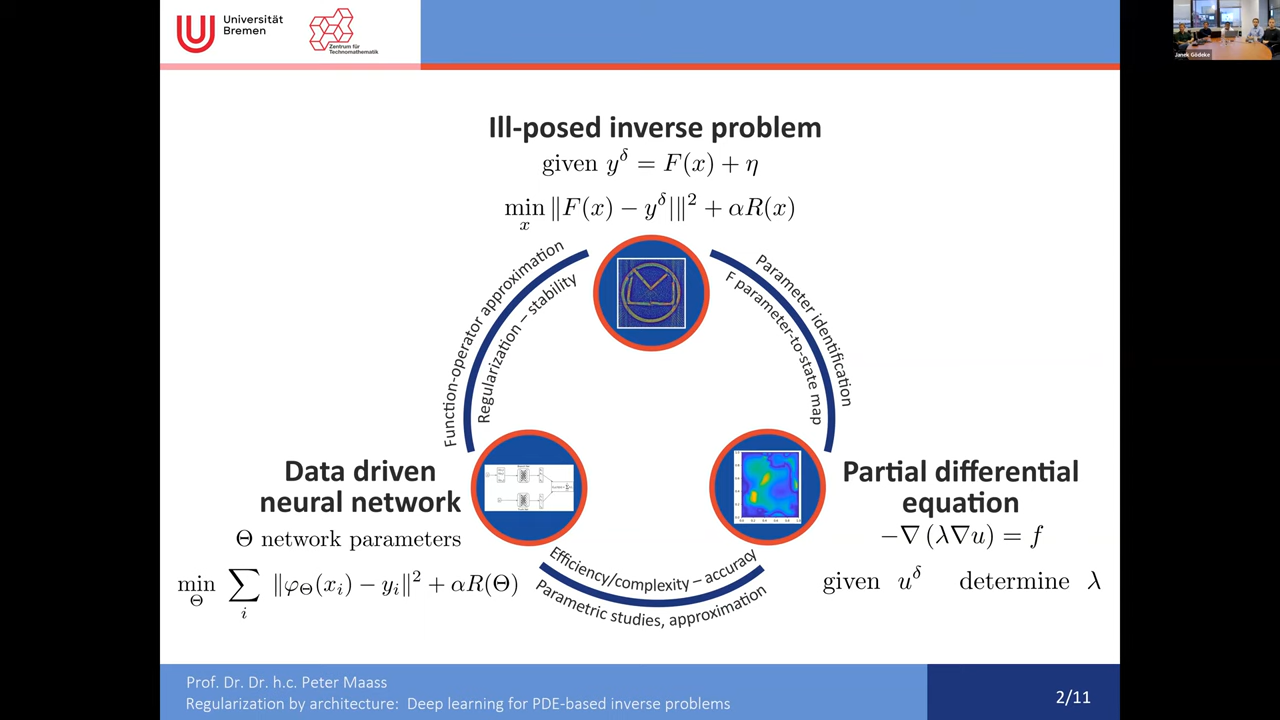 Universität
Bremen
Zentrum für
Technomathematik
Janek Gödeke
Ill-posed inverse problem
given y^δ = F(x) + η
min_x ‖F(x) − y^δ|‖² + αR(x)
Function-operator approximation
Regularization – stability
Parameter identification
F parameter-to-state map
Data driven
neural network
Θ network parameters
min_Θ ∑_i ‖φ_Θ(x_i) − y_i‖² + αR(Θ)
Partial differential
equation
−∇ (λ∇u) = f
given u^δ determine λ
Efficiency/complexity – accuracy
Parametric studies, approximation
Prof. Dr. Dr. h.c. Peter Maass
Regularization by architecture: Deep learning for PDE-based inverse problems
2/11